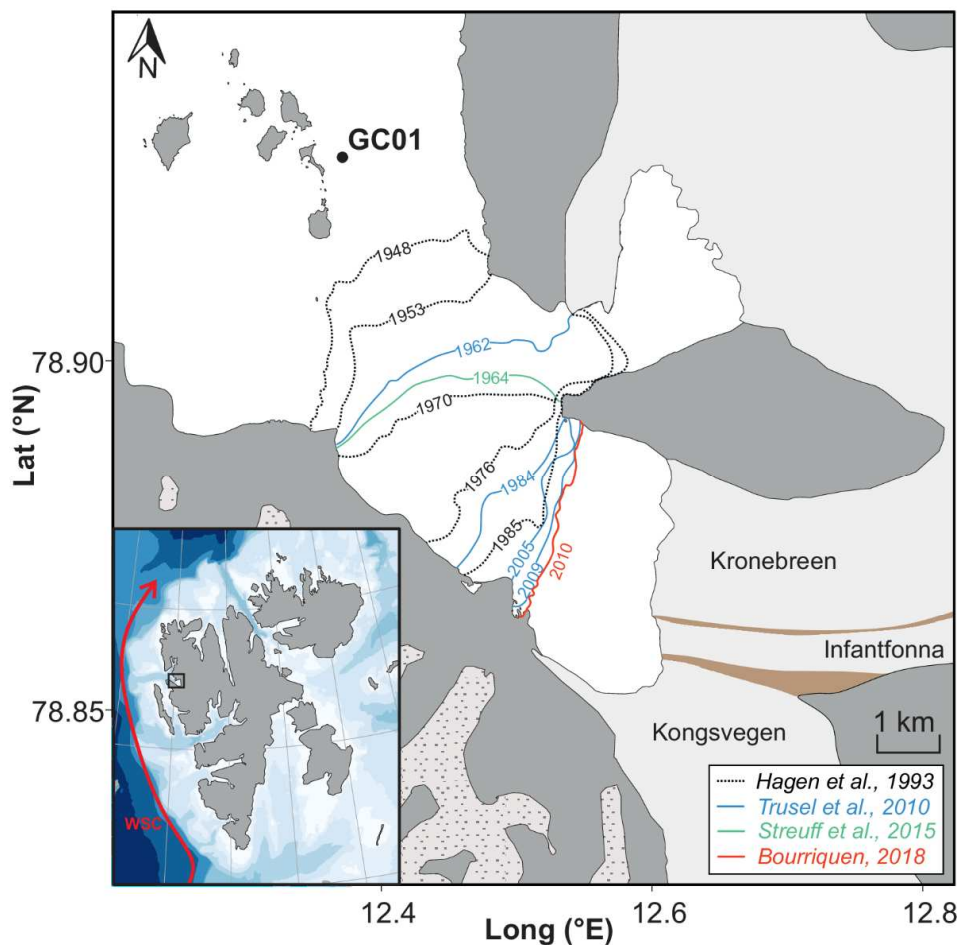 N
GC01
1948
1953
1962
1964
1970
1976
1984
1985
2005
2009
2010
78.90
78.85
Lat (°N)
Kronebreen
Infantfonna
Kongsvegen
1 km
WSC
Hagen et al., 1993
Trusel et al., 2010
Streuff et al., 2015
Bourriquen, 2018
12.4
12.6
12.8
Long (°E)